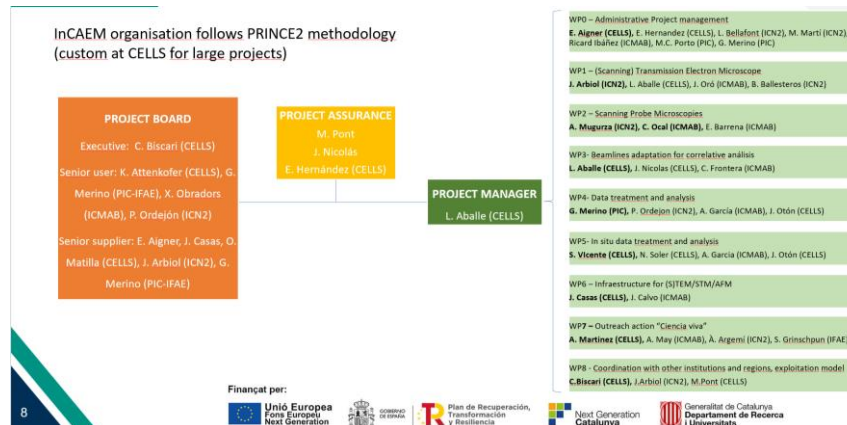 InCAEM organisation follows PRINCE2 methodology
(custom at CELLS for large projects)
PROJECT BOARD
Executive: C. Biscari (CELLS)
Senior user: K. Attenkofer (CELLS), G.
Merino (PIC-IFAE), X. Obradors
(ICMAB), P. Ordejón (ICN2)
Senior supplier: E. Aigner, J. Casas, O.
Matilla (CELLS), J. Arbiol (ICN2), G.
Merino (PIC-IFAE)
PROJECT ASSURANCE
M. Pont
J. Nicolás
E. Hernández (CELLS)
PROJECT MANAGER
L. Aballe (CELLS)
WP0 – Administrative Project management
E. Aigner (CELLS), E. Hernandez (CELLS), L. Bellafont (ICN2), M. Martí (ICN2),
Ricard Ibáñez (ICMAB), M.C. Porto (PIC), G. Merino (PIC)
WP1 – (Scanning) Transmission Electron Microscope
J. Arbiol (ICN2), L. Aballe (CELLS), J. Oró (ICMAB), B. Ballesteros (ICN2)
WP2 – Scanning Probe Microscopies
A. Mugurza (ICN2), C. Ocal (ICMAB), E. Barrena (ICMAB)
WP3- Beamlines adaptation for correlative análisis
L. Aballe (CELLS), J. Nicolas (CELLS), C. Frontera (ICMAB)
WP4- Data treatment and analysis
G. Merino (PIC), P. Ordejon (ICN2), A. García (ICMAB), J. Otón (CELLS)
WP5- In situ data treatment and analysis
S. VIcente (CELLS), N. Soler (CELLS), A. Garcia (ICMAB), J. Otón (CELLS)
WP6 – Infraestructure for (S)TEM/STM/AFM
J. Casas (CELLS), J. Calvo (ICMAB)
WP7 – Outreach action "Ciencia viva"
A. Martinez (CELLS), A. May (ICMAB), À. Argemí (ICN2), S. Grinschpun (IFAE)
WP8 - Coordination with other institutions and regions, exploitation model
C.Biscari (CELLS), J.Arbiol (ICN2), M.Pont (CELLS)
8
Finançat per:
Unió Europea
Fons Europeu
Next Generation
GOBIERNO
DE ESPAÑA
Plan de Recuperación,
Transformación
y Resiliencia
Next Generation
Catalunya
Generalitat de Catalunya
Departament de Recerca
i Universitats